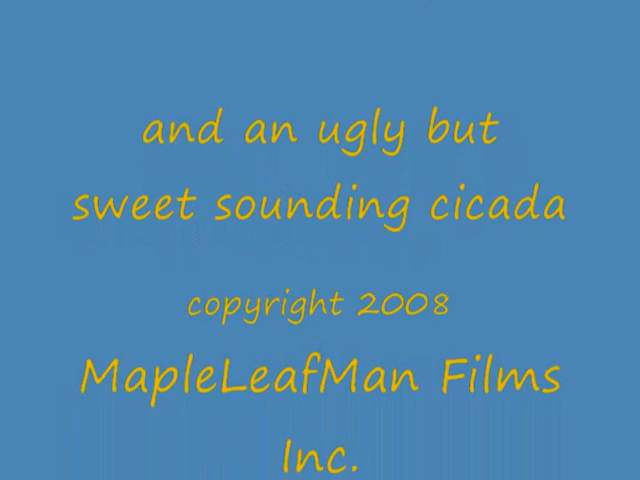 and an ugly but
sweet sounding cicada
copyright 2008
MapleLeafMan Films
Inc.